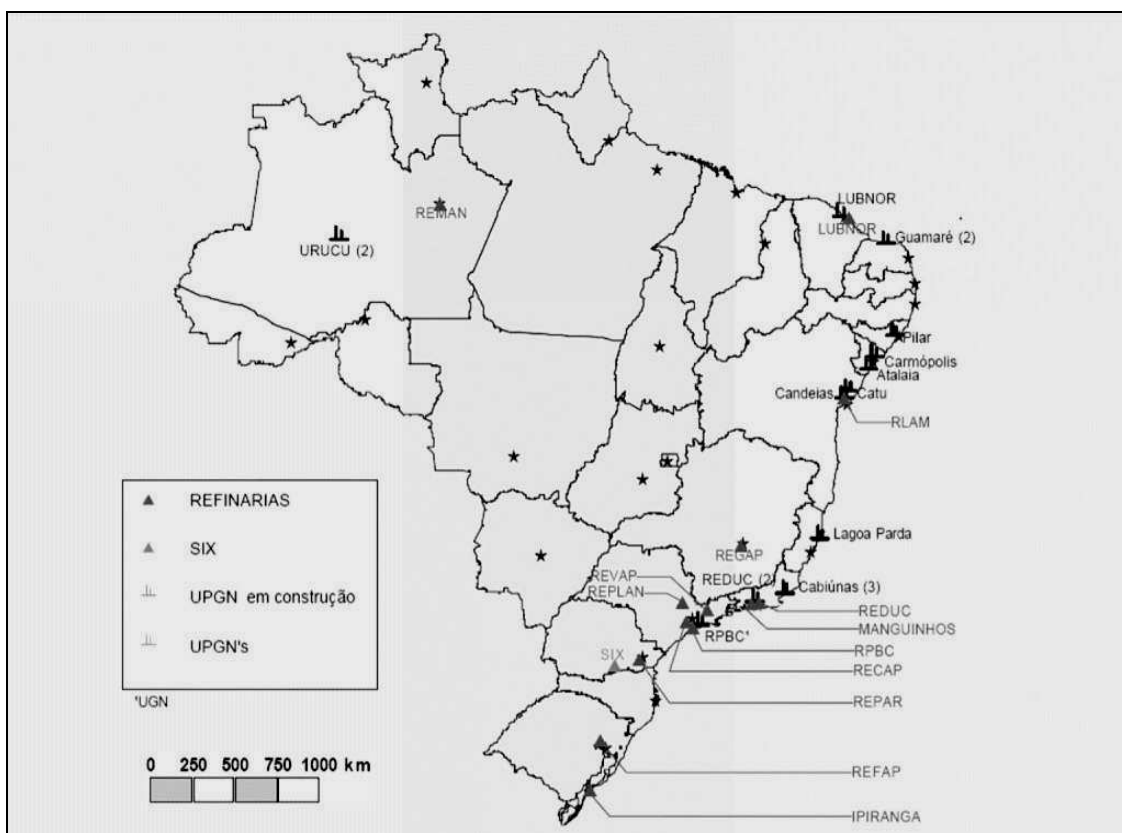 LUBNOR
REMAN
LUBNOR
Guamaré (2)
URUCU (2)
Pilar
Carmópolis
Atalaia
Candeias
Catu
RLAM
REFINARIAS
SIX
UPGN em construção
UPGN's
*UGN
Lagoa Parda
REGAP
REVAP
REDUC (2)
Cabiúnas (3)
REPLAN
REDUC
MANGUINHOS
RPBC*
RPBC
SIX
RECAP
REPAR
0 250 500 750 1000 km
REFAP
IPIRANGA